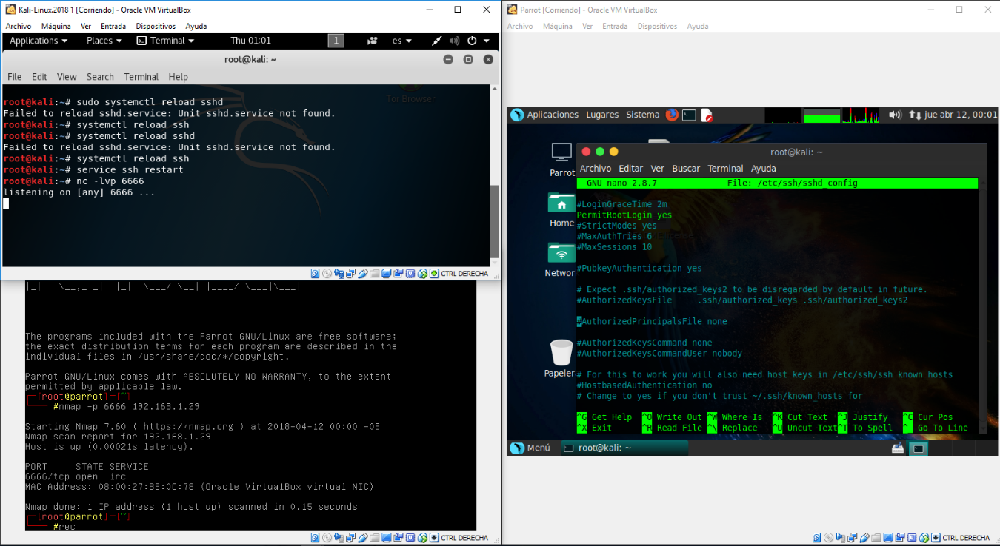 Kali-Linux.2018 1 [Corriendo] - Oracle VM VirtualBox
Archivo Máquina Ver Entrada Dispositivos Ayuda
Applications Places Terminal Thu 01:01 1 es
root@kali: ~
File Edit View Search Terminal Help
Tor Browser
root@kali:~# sudo systemctl reload sshd
Failed to reload sshd.service: Unit sshd.service not found.
root@kali:~# systemctl reload ssh
root@kali:~# systemctl reload sshd
Failed to reload sshd.service: Unit sshd.service not found.
root@kali:~# systemctl reload ssh
root@kali:~# service ssh restart
root@kali:~# nc -lvp 6666
listening on [any] 6666 ...
CTRL DERECHA
The programs included with the Parrot GNU/Linux are free software;
the exact distribution terms for each program are described in the
individual files in /usr/share/doc/*/copyright.
Parrot GNU/Linux comes with ABSOLUTELY NO WARRANTY, to the extent
permitted by applicable law.
[root@parrot]-[~]
#nmap -p 6666 192.168.1.29
Starting Nmap 7.60 ( https://nmap.org ) at 2018-04-12 00:00 -05
Nmap scan report for 192.168.1.29
Host is up (0.00021s latency).
PORT STATE SERVICE
6666/tcp open irc
MAC Address: 08:00:27:BE:0C:78 (Oracle VirtualBox virtual NIC)
Nmap done: 1 IP address (1 host up) scanned in 0.15 seconds
[root@parrot]-[~]
#rec
CTRL DERECHA
Parrot [Corriendo] - Oracle VM VirtualBox
Archivo Máquina Ver Entrada Dispositivos Ayuda
Aplicaciones Lugares Sistema jue abr 12, 00:01
Parrot
Home
Networ
Papelera
root@kali: ~
Archivo Editar Ver Buscar Terminal Ayuda
GNU nano 2.8.7 File: /etc/ssh/sshd_config
#LoginGraceTime 2m
PermitRootLogin yes
#StrictModes yes
#MaxAuthTries 6
#MaxSessions 10
#PubkeyAuthentication yes
# Expect .ssh/authorized_keys2 to be disregarded by default in future.
#AuthorizedKeysFile .ssh/authorized_keys .ssh/authorized_keys2
#AuthorizedPrincipalsFile none
#AuthorizedKeysCommand none
#AuthorizedKeysCommandUser nobody
# For this to work you will also need host keys in /etc/ssh/ssh_known_hosts
#HostbasedAuthentication no
# Change to yes if you don't trust ~/.ssh/known_hosts for
^G Get Help ^O Write Out ^W Where Is ^K Cut Text ^J Justify ^C Cur Pos
^X Exit ^R Read File ^\ Replace ^U Uncut Text ^T To Spell ^_ Go To Line
Menú root@kali: ~
CTRL DERECHA